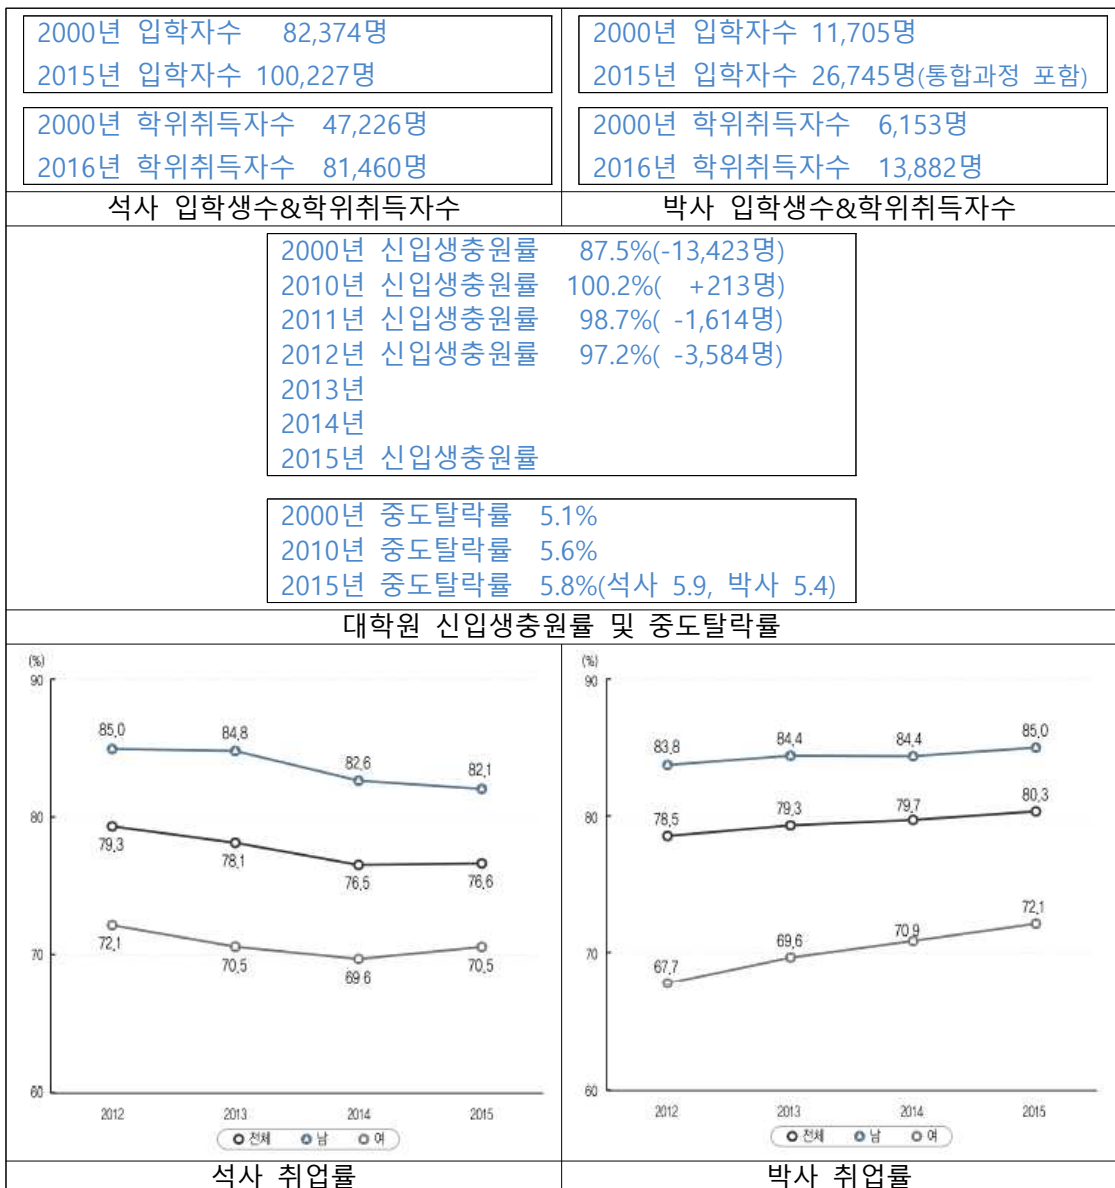 2000년 입학자수 82,374명
2015년 입학자수 100,227명
2000년 학위취득자수 47,226명
2016년 학위취득자수 81,460명
석사 입학생수&학위취득자수
2000년 입학자수 11,705명
2015년 입학자수 26,745명(통합과정 포함)
2000년 학위취득자수 6,153명
2016년 학위취득자수 13,882명
박사 입학생수&학위취득자수
2000년 신입생충원률 87.5%(-13,423명)
2010년 신입생충원률 100.2%( +213명)
2011년 신입생충원률 98.7%( -1,614명)
2012년 신입생충원률 97.2%( -3,584명)
2013년
2014년
2015년 신입생충원률
2000년 중도탈락률 5.1%
2010년 중도탈락률 5.6%
2015년 중도탈락률 5.8%(석사 5.9, 박사 5.4)
대학원 신입생충원률 및 중도탈락률
(%)
90
85.0 84.8 82.6 82.1
80
79.3 78.1 76.5 76.6
72.1 70.5 69.6 70.5
70
60
2012 2013 2014 2015
전체 남 여
석사 취업률
(%)
90
83.8 84.4 84.4 85.0
80
78.5 79.3 79.7 80.3
67.7 69.6 70.9 72.1
70
60
2012 2013 2014 2015
전체 남 여
박사 취업률